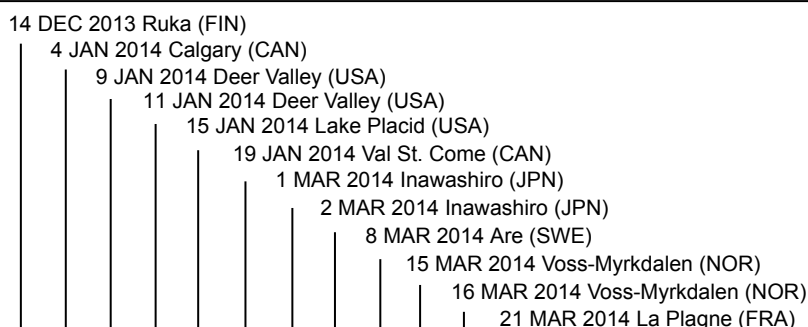 14 DEC 2013 Ruka (FIN)
4 JAN 2014 Calgary (CAN)
9 JAN 2014 Deer Valley (USA)
11 JAN 2014 Deer Valley (USA)
15 JAN 2014 Lake Placid (USA)
19 JAN 2014 Val St. Come (CAN)
1 MAR 2014 Inawashiro (JPN)
2 MAR 2014 Inawashiro (JPN)
8 MAR 2014 Are (SWE)
15 MAR 2014 Voss-Myrkdalen (NOR)
16 MAR 2014 Voss-Myrkdalen (NOR)
21 MAR 2014 La Plagne (FRA)